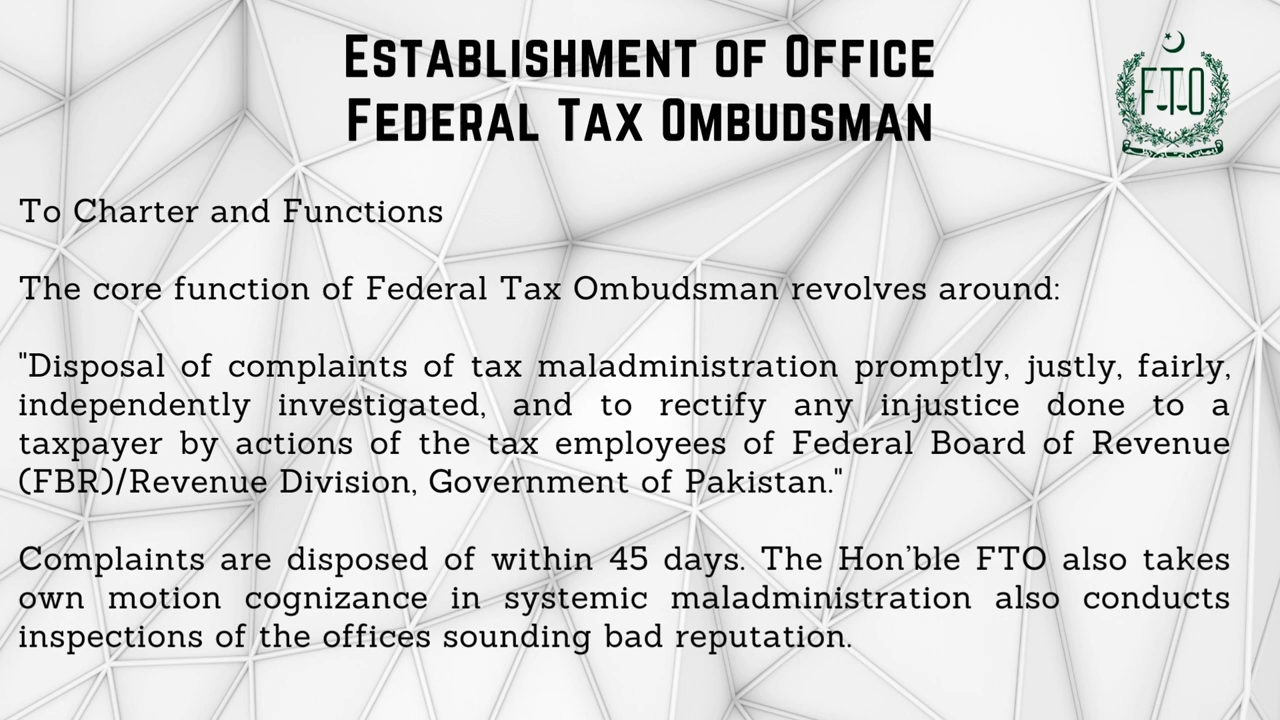 Establishment of Office
Federal Tax Ombudsman
FTO
To Charter and Functions
The core function of Federal Tax Ombudsman revolves around:
"Disposal of complaints of tax maladministration promptly, justly, fairly,
independently investigated, and to rectify any injustice done to a
taxpayer by actions of the tax employees of Federal Board of Revenue
(FBR)/Revenue Division, Government of Pakistan."
Complaints are disposed of within 45 days. The Hon’ble FTO also takes
own motion cognizance in systemic maladministration also conducts
inspections of the offices sounding bad reputation.